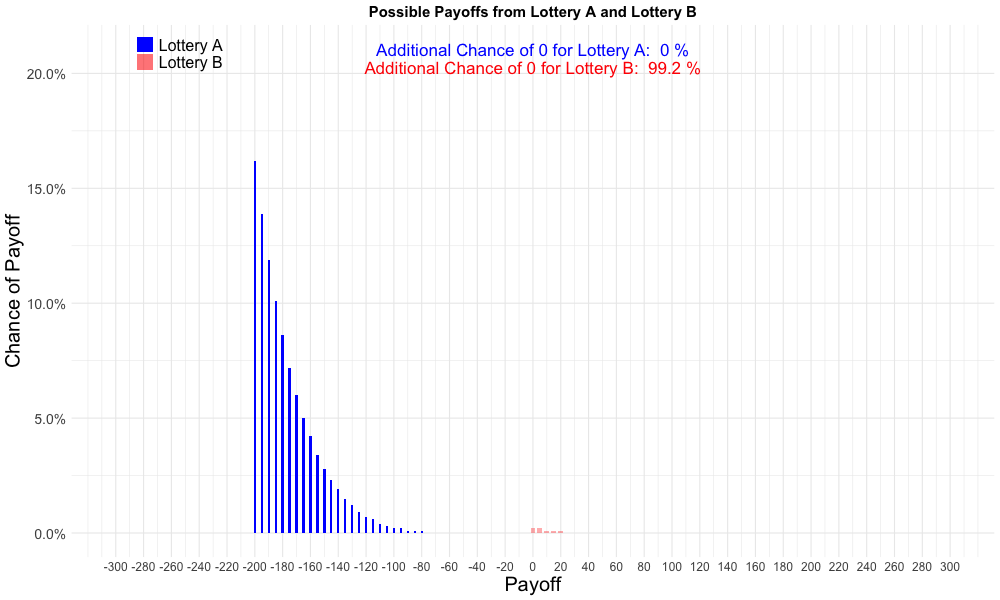 Possible Payoffs from Lottery A and Lottery B
Lottery A
Lottery B
Additional Chance of 0 for Lottery A:  0 %
Additional Chance of 0 for Lottery B:  99.2 %
20.0%
15.0%
10.0%
5.0%
0.0%
Chance of Payoff
-300 -280 -260 -240 -220 -200 -180 -160 -140 -120 -100 -80 -60 -40 -20 0 20 40 60 80 100 120 140 160 180 200 220 240 260 280 300
Payoff